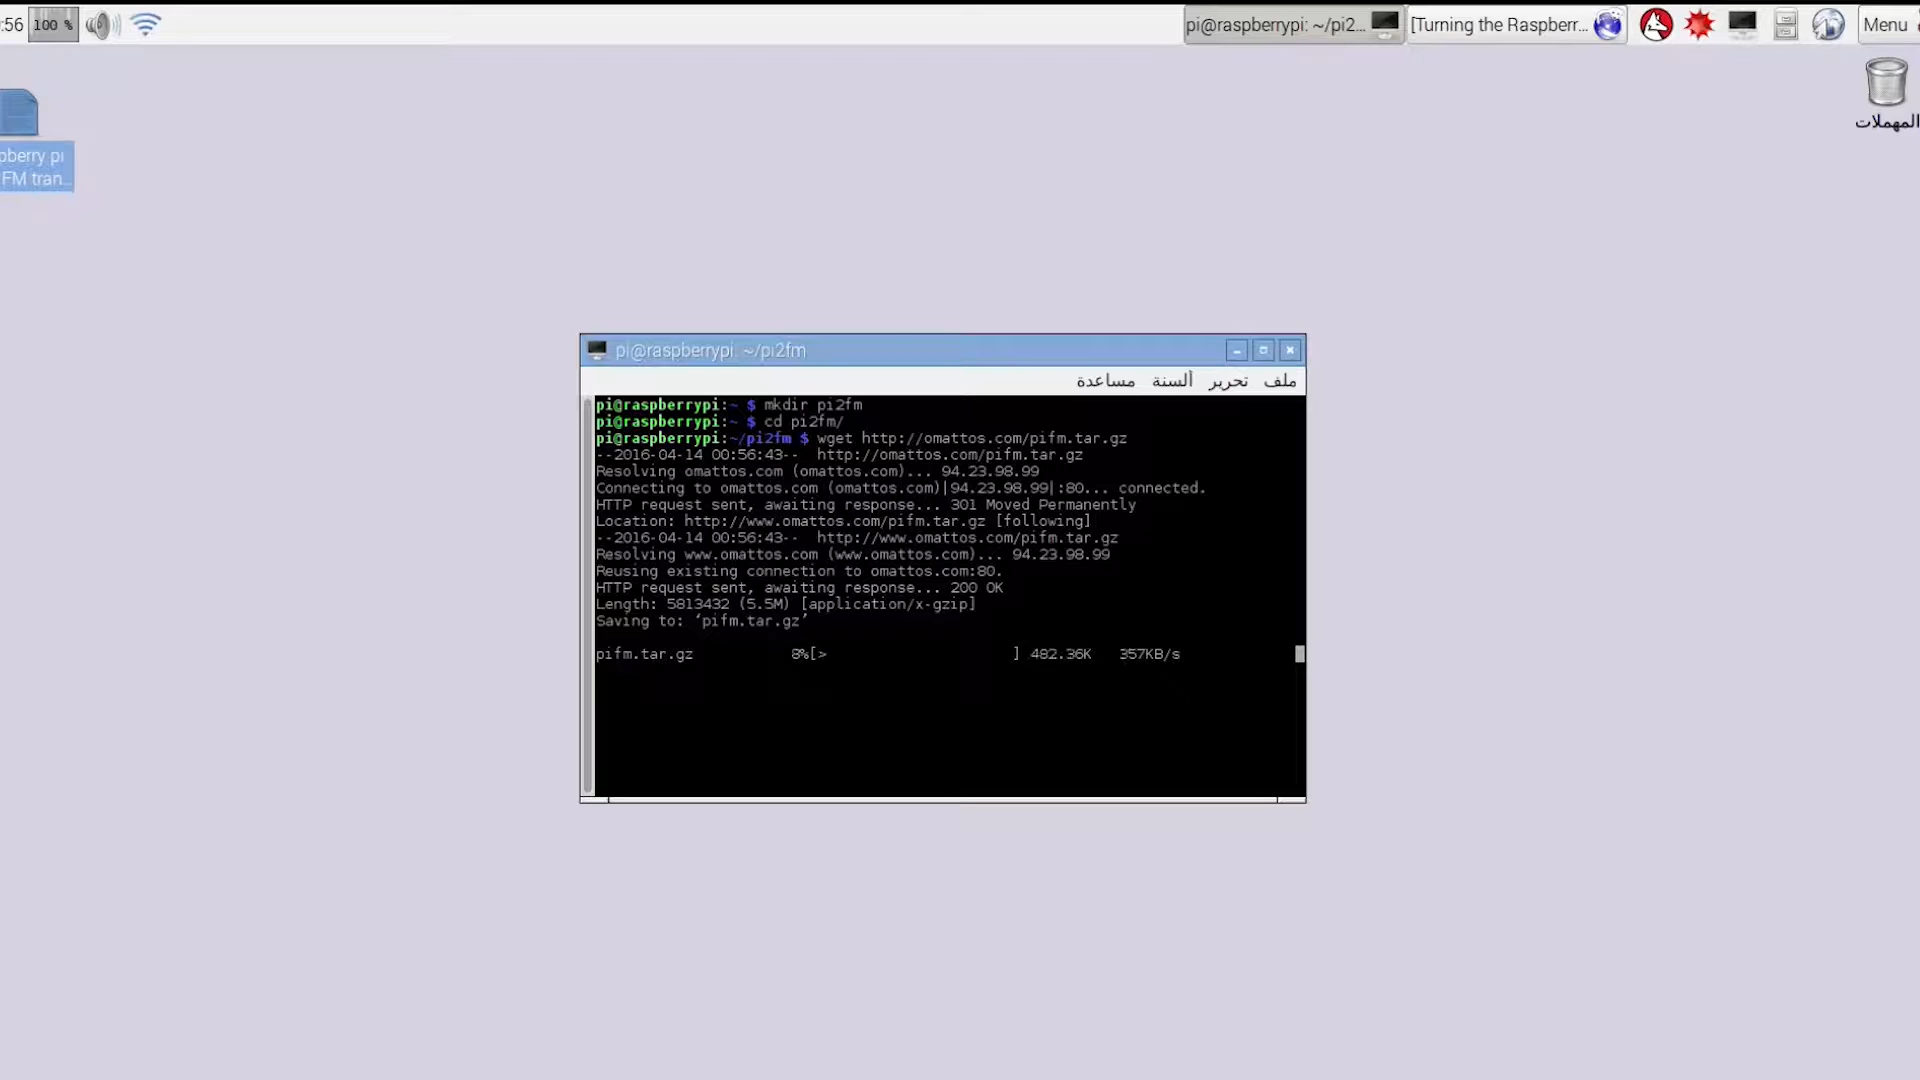 :56 100 % pi@raspberrypi: ~/pi2... [Turning the Raspberr... Menu
المهملات
pberry pi
FM tran...
pi@raspberrypi: ~/pi2fm
ملف تحرير ألسنة مساعدة
pi@raspberrypi:~ $ mkdir pi2fm
pi@raspberrypi:~ $ cd pi2fm/
pi@raspberrypi:~/pi2fm $ wget http://omattos.com/pifm.tar.gz
--2016-04-14 00:56:43--  http://omattos.com/pifm.tar.gz
Resolving omattos.com (omattos.com)... 94.23.98.99
Connecting to omattos.com (omattos.com)|94.23.98.99|:80... connected.
HTTP request sent, awaiting response... 301 Moved Permanently
Location: http://www.omattos.com/pifm.tar.gz [following]
--2016-04-14 00:56:43--  http://www.omattos.com/pifm.tar.gz
Resolving www.omattos.com (www.omattos.com)... 94.23.98.99
Reusing existing connection to omattos.com:80.
HTTP request sent, awaiting response... 200 OK
Length: 5813432 (5.5M) [application/x-gzip]
Saving to: ‘pifm.tar.gz’
pifm.tar.gz 8%[> ] 482.36K 357KB/s